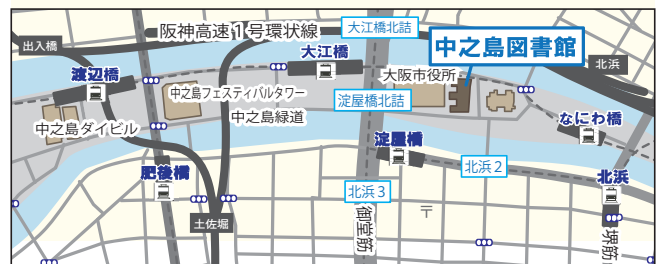 阪神高速1号環状線
大江橋北詰
出入橋
中之島図書館
大江橋
北浜
渡辺橋
大阪市役所
中之島フェスティバルタワー
淀屋橋北詰
中之島緑道
なにわ橋
中之島ダイビル
淀屋橋
肥後橋
北浜2
北浜
北浜3
〒
土佐堀
御堂筋
堺筋